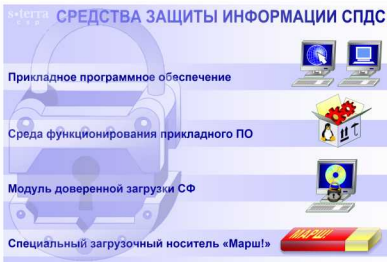 s•terra
СРЕДСТВА ЗАЩИТЫ ИНФОРМАЦИИ СПДС
Прикладное программное обеспечение
Среда функционирования прикладного ПО
Модуль доверенной загрузки СФ
Специальный загрузочный носитель «Марш!»
МАРШ!